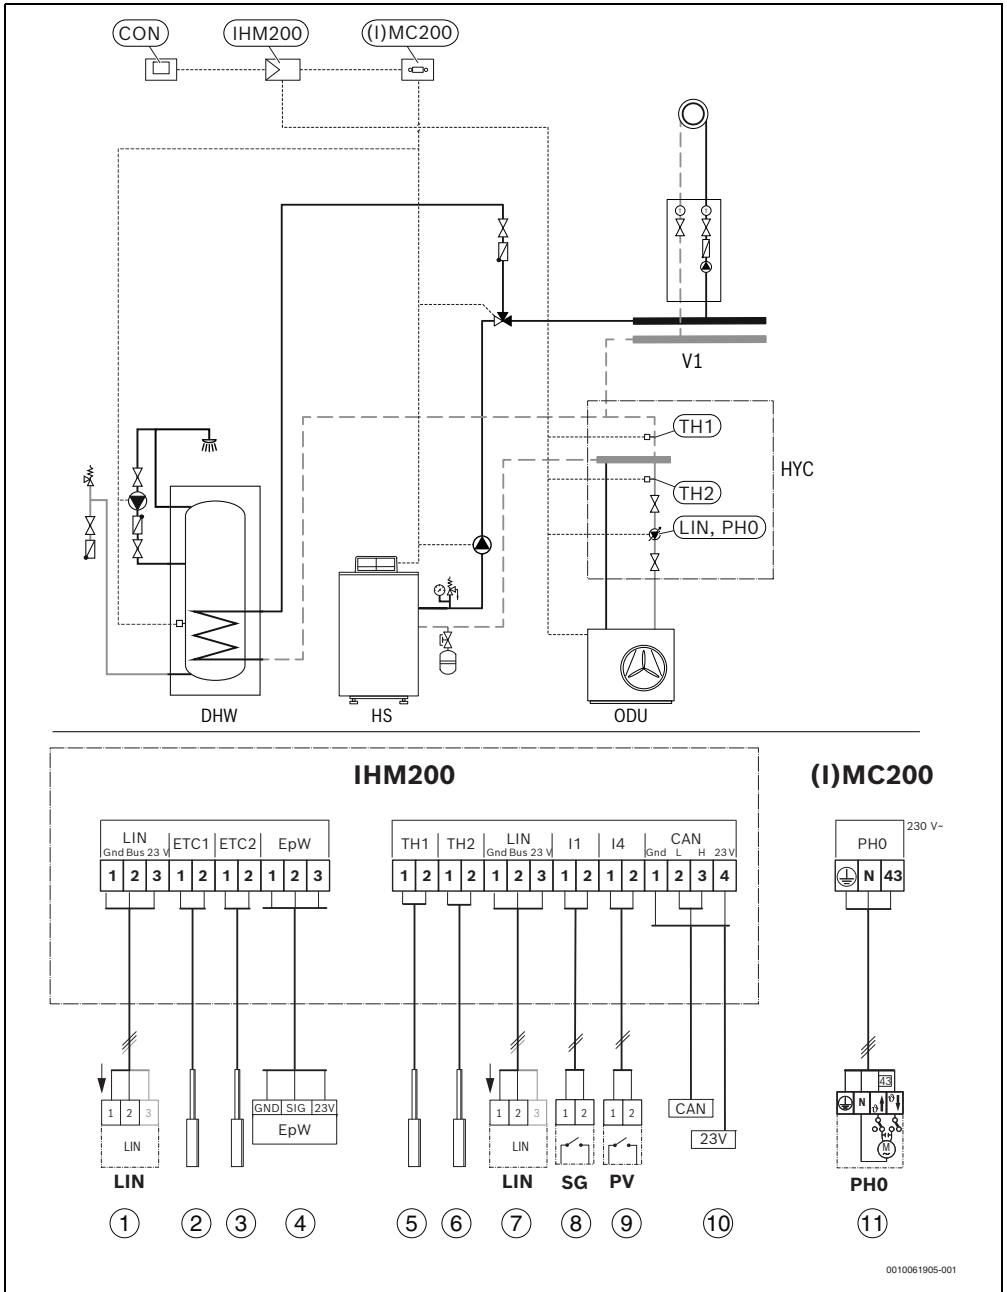 CON IHM200 (I)MC200
V1
TH1
HYC
TH2
LIN, PH0
DHW HS ODU
IHM200 (I)MC200
230 V~
LIN ETC1 ETC2 EpW TH1 TH2 LIN I1 I4 CAN PH0
Gnd Bus 23 V Gnd Bus 23 V Gnd L H 23 V
1 2 3 1 2 1 2 1 2 3 1 2 1 2 1 2 3 1 2 1 2 1 2 3 4 N 43
43
GND SIG 23V N ϑ ϑ
1 2 3 EpW 1 2 3 1 2 1 2 CAN
LIN LIN 23V M ~
LIN LIN SG PV PH0
1 2 3 4 5 6 7 8 9 10 11
0010061905-001